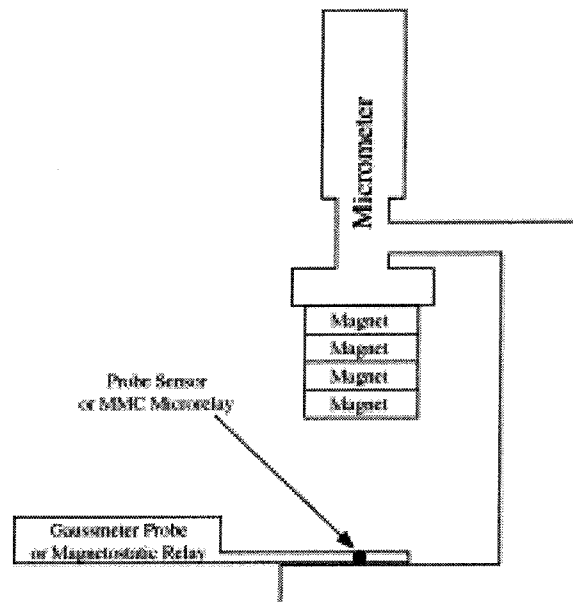 Micrometer
Magnet
Magnet
Magnet
Magnet
Probe Sensor
or MMC Microrelay
Gaussmeter Probe
or Magnetostatic Relay